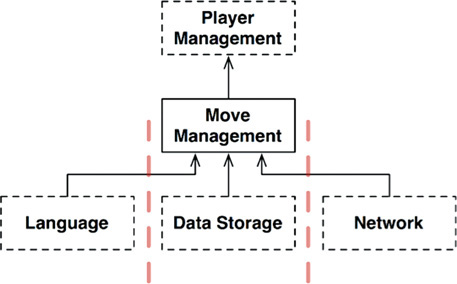 Player
Management
Move
Management
Language
Data Storage
Network